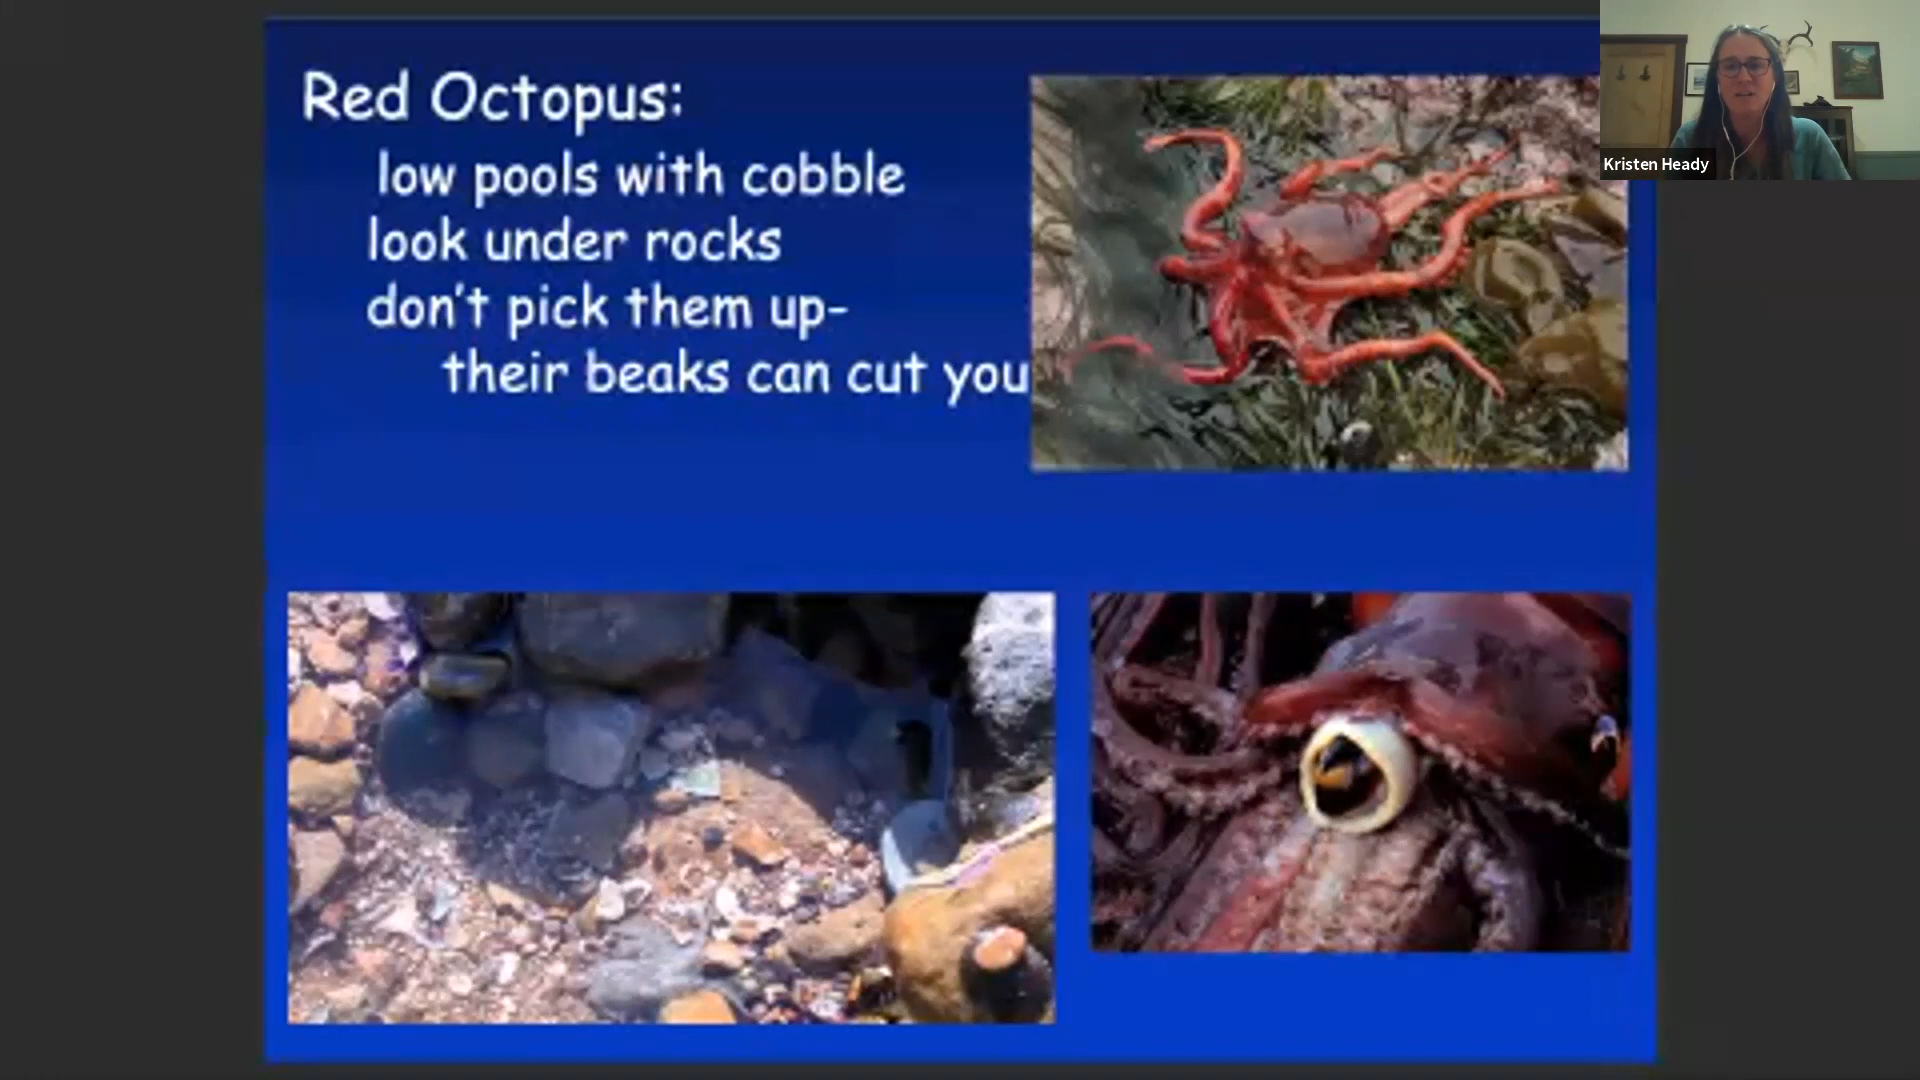 Red Octopus:
low pools with cobble
look under rocks
don't pick them up-
their beaks can cut you
Kristen Heady